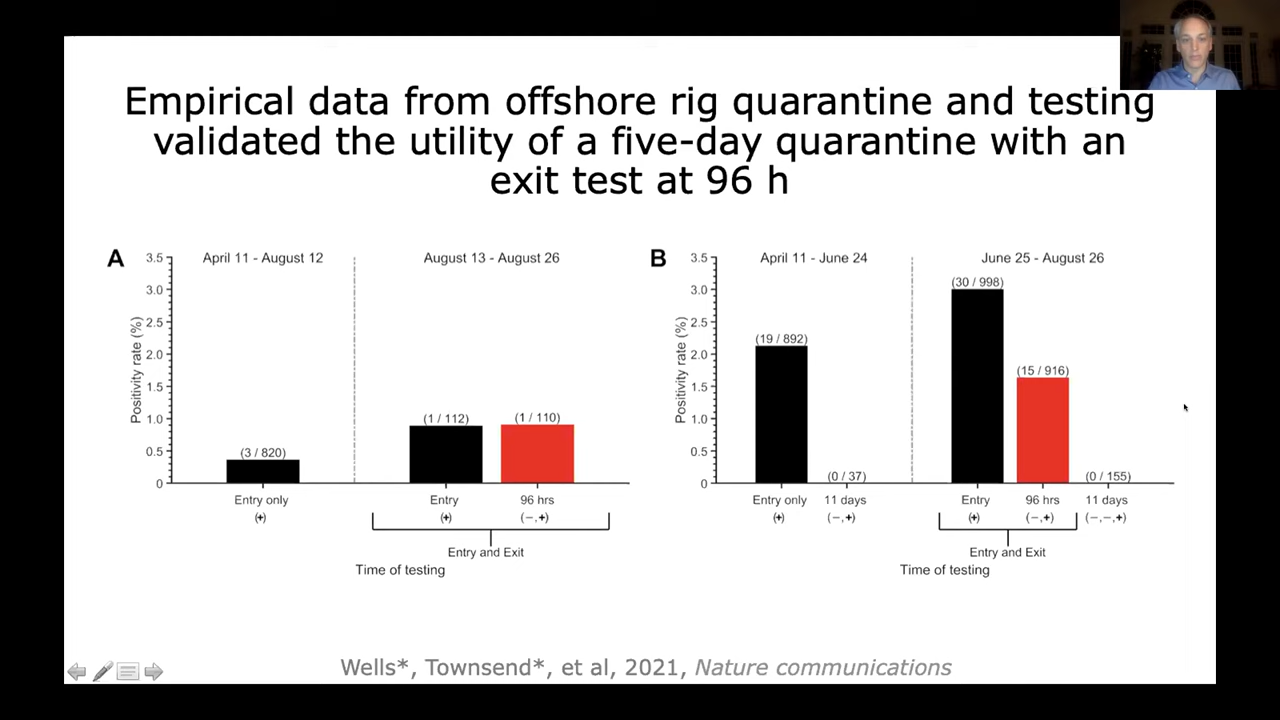 Empirical data from offshore rig quarantine and testing
validated the utility of a five-day quarantine with an
exit test at 96 h
A
April 11 - August 12
August 13 - August 26
Positivity rate (%)
3.5
3.0
2.5
2.0
1.5
1.0
0.5
0
(3 / 820)
(1 / 112)
(1 / 110)
Entry only
(+)
Entry
(+)
96 hrs
(−,+)
Entry and Exit
Time of testing
B
April 11 - June 24
June 25 - August 26
Positivity rate (%)
3.5
3.0
2.5
2.0
1.5
1.0
0.5
0
(19 / 892)
(0 / 37)
(30 / 998)
(15 / 916)
(0 / 155)
Entry only
(+)
11 days
(−,+)
Entry
(+)
96 hrs
(−,+)
11 days
(−,−,+)
Entry and Exit
Time of testing
Wells*, Townsend*, et al, 2021, Nature communications